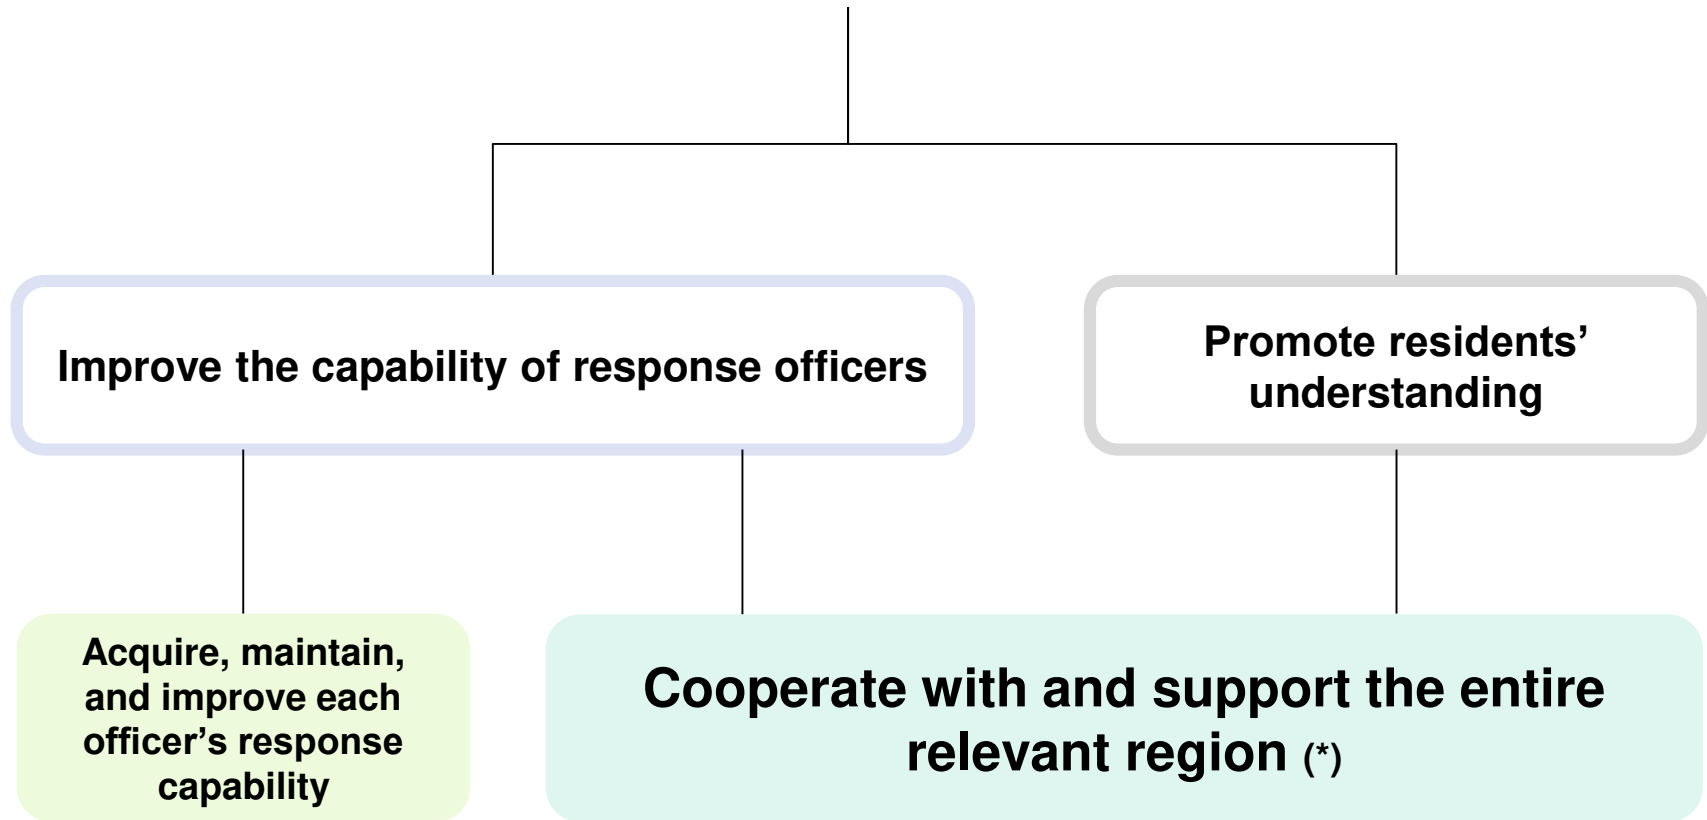 Improve the capability of response officers
Promote residents’
understanding
Acquire, maintain,
and improve each
officer’s response
capability
Cooperate with and support the entire
relevant region (*)